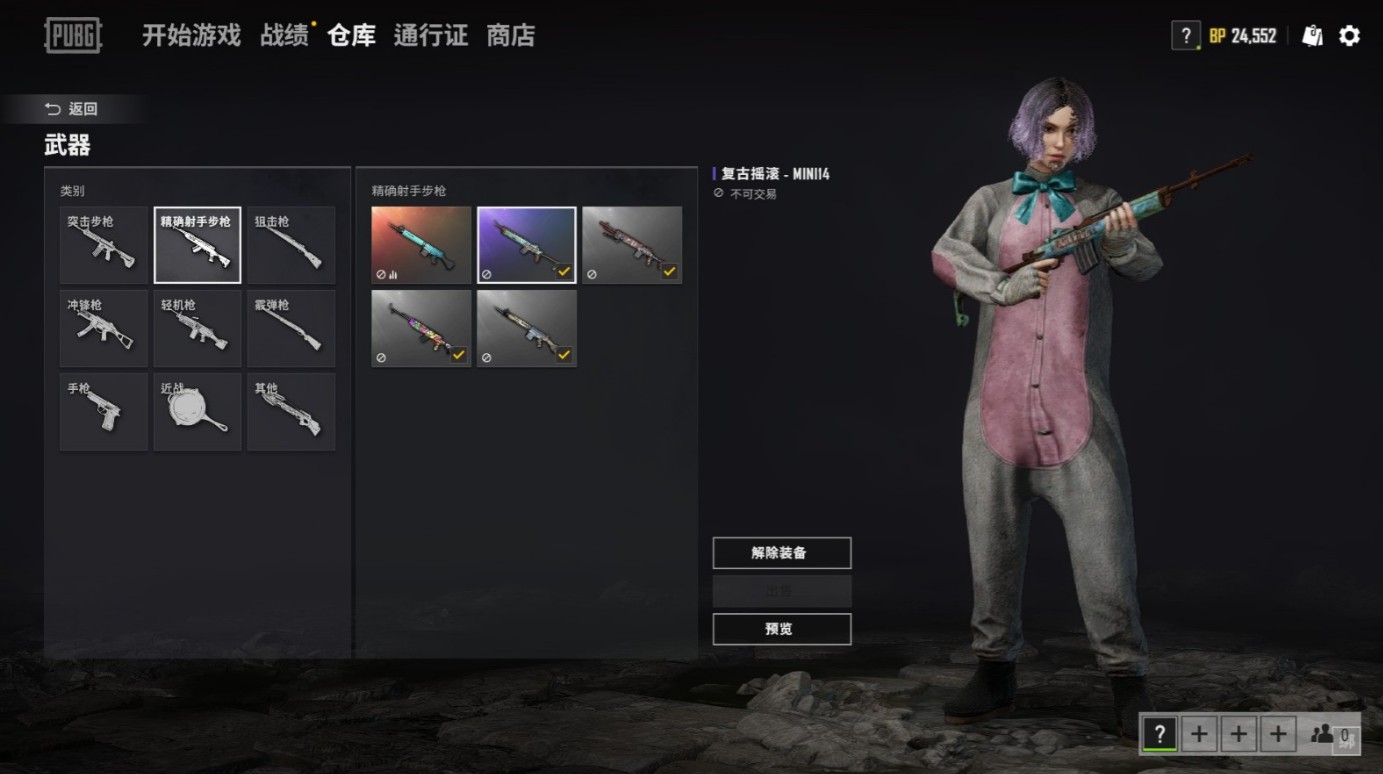 PUBG 开始游戏 战绩 仓库 通行证 商店 ? BP 24,552
返回
武器
类别
突击步枪 精确射手步枪 狙击枪
冲锋枪 轻机枪 霰弹枪
手枪 近战 其他
精确射手步枪
复古摇滚 - MINI14
不可交易
解除装备
出售
预览
? + + + 0